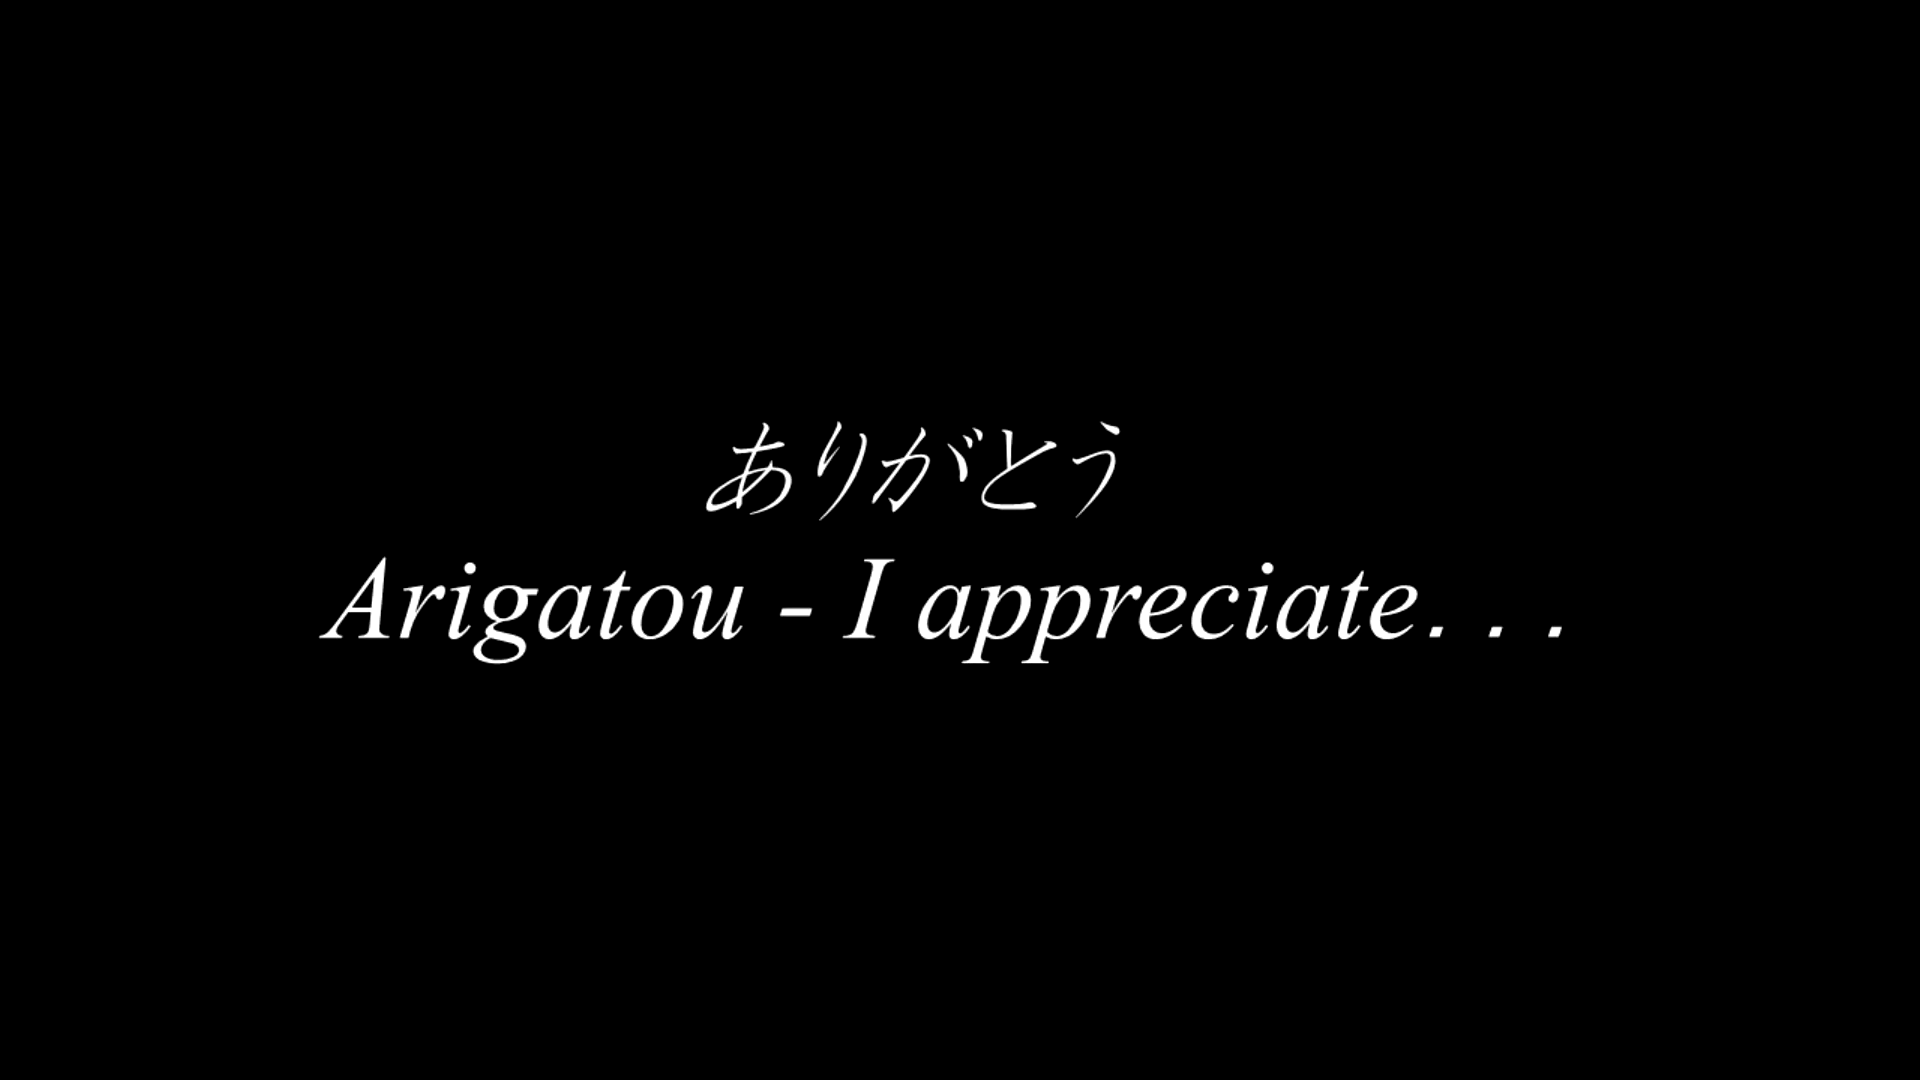 ありがとう
Arigatou - I appreciate. . .